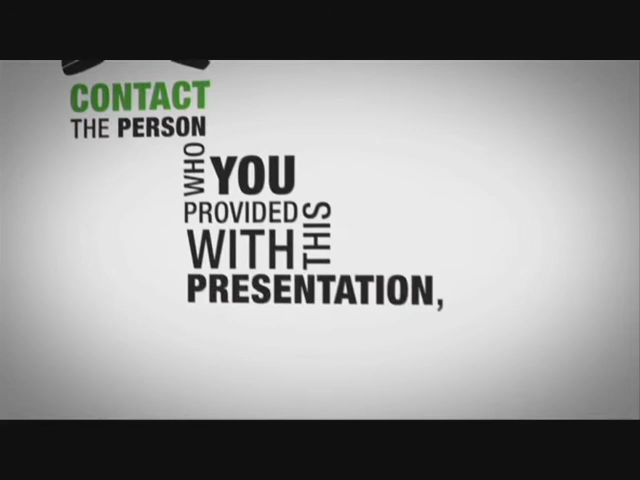 CONTACT
THE PERSON
WHO
YOU
PROVIDED
WITH
THIS
PRESENTATION,